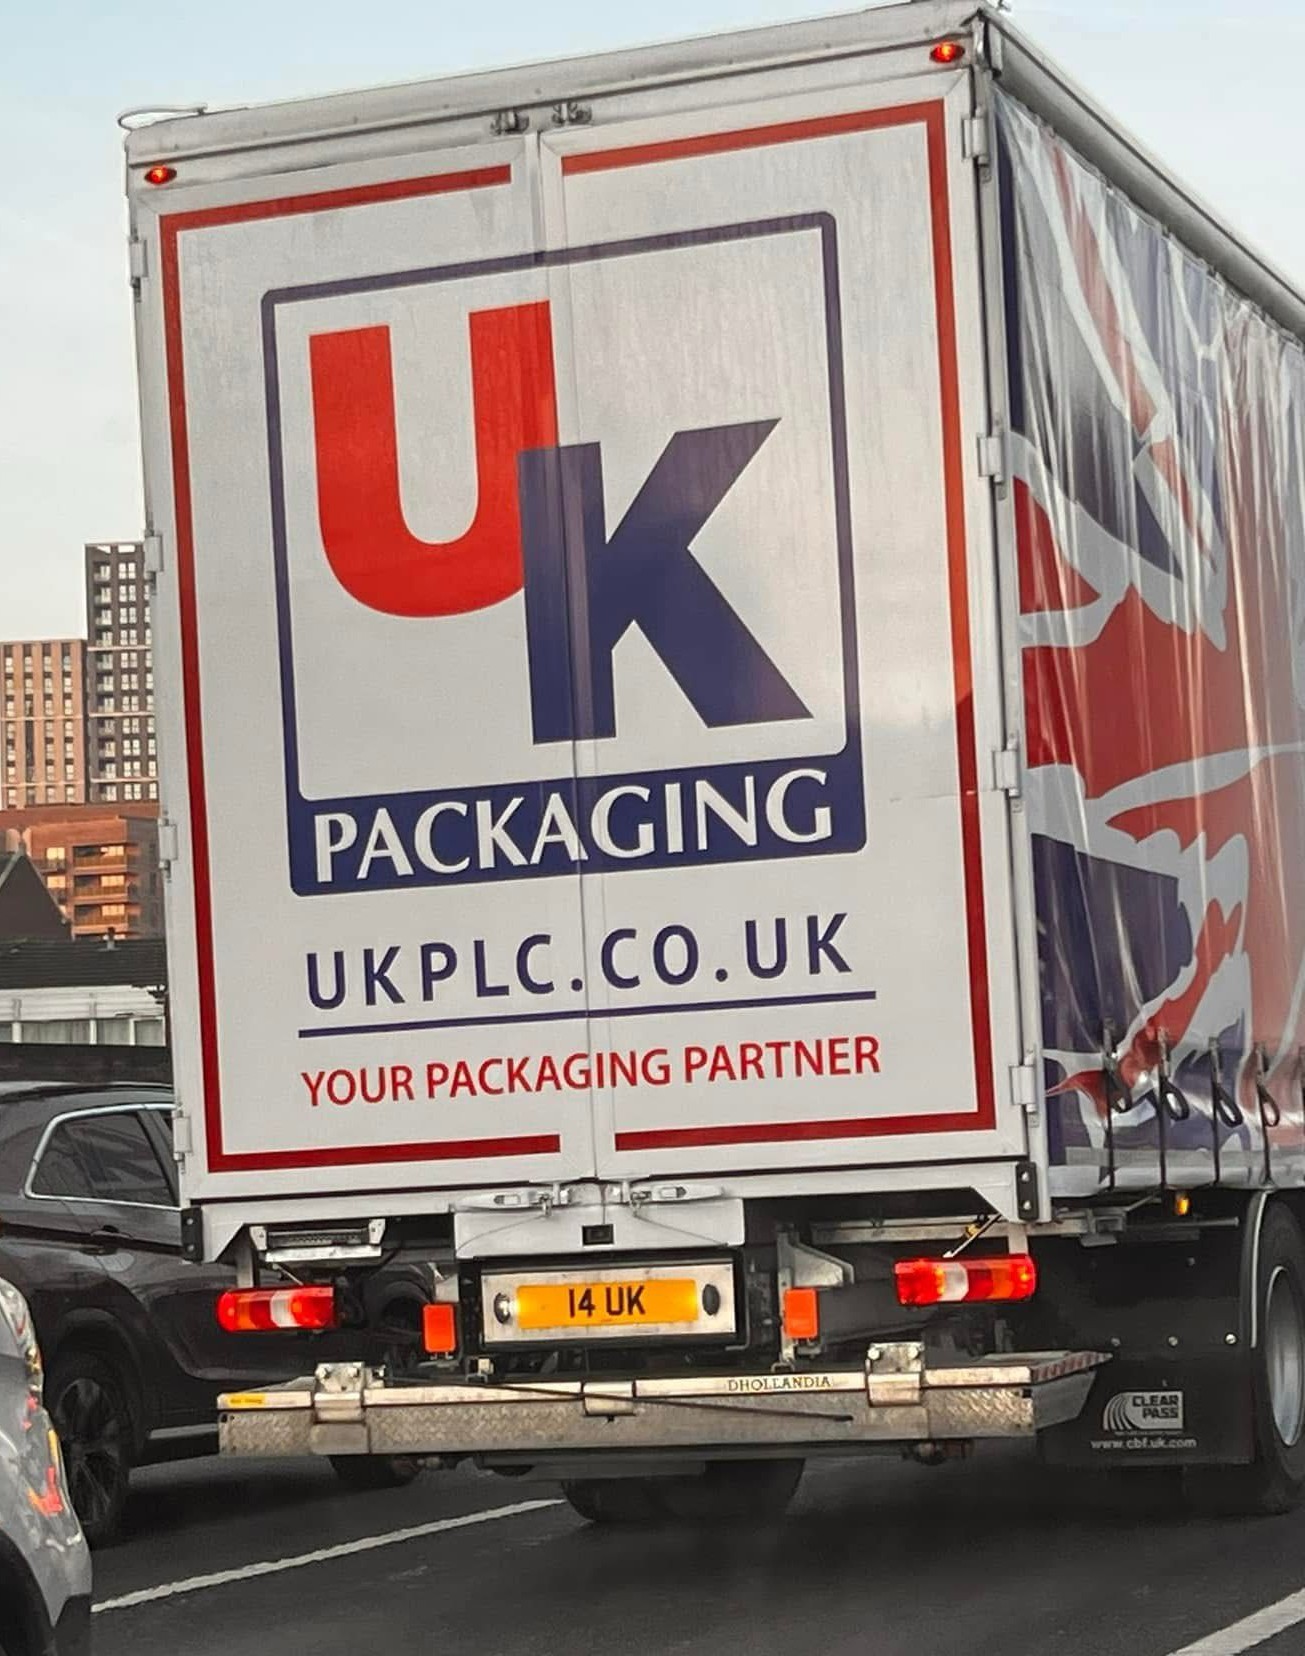 UK
PACKAGING
UKPLC.CO.UK
YOUR PACKAGING PARTNER
14 UK
DHOLLANDIA
CLEAR
PASS
www.cbf.uk.com